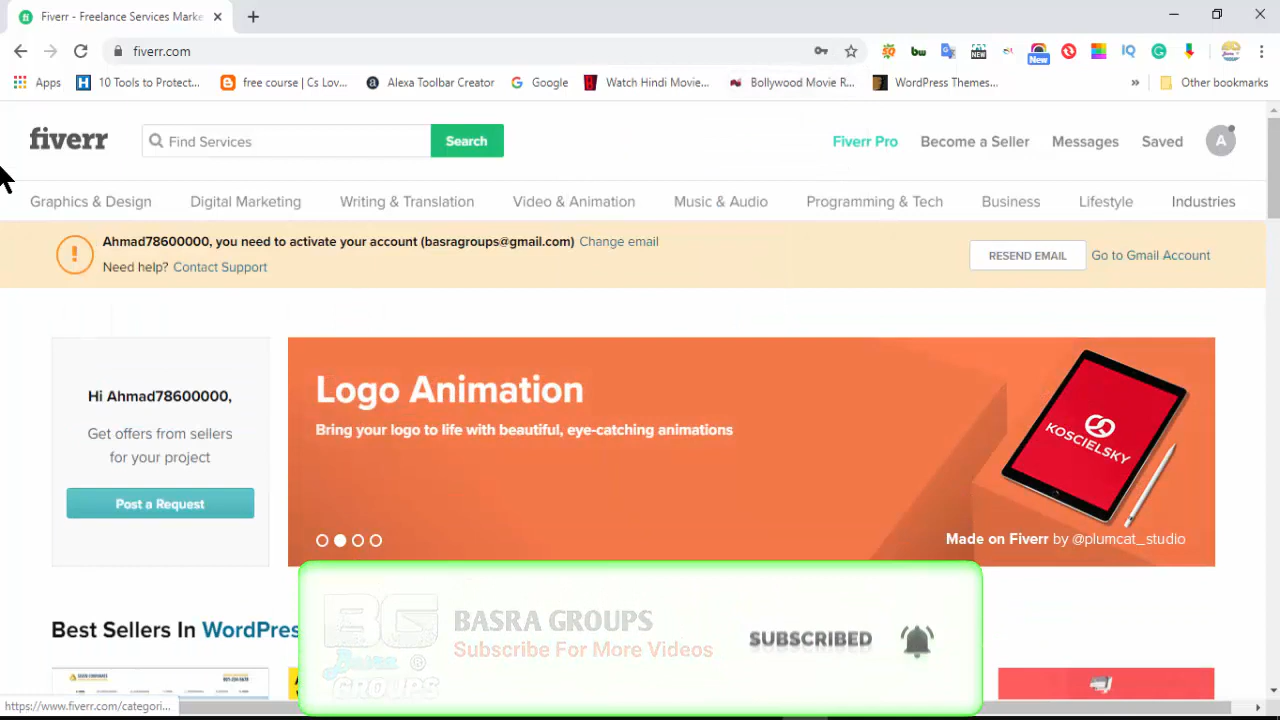 Fiverr - Freelance Services Marke
fiverr.com
New
Apps
10 Tools to Protect...
free course | Cs Lov...
Alexa Toolbar Creator
Google
Watch Hindi Movie...
Bollywood Movie R...
WordPress Themes...
»
Other bookmarks
fiverr
Find Services
Search
Fiverr Pro
Become a Seller
Messages
Saved
A
Graphics & Design
Digital Marketing
Writing & Translation
Video & Animation
Music & Audio
Programming & Tech
Business
Lifestyle
Industries
Ahmad78600000, you need to activate your account (basragroups@gmail.com) Change email
Need help? Contact Support
RESEND EMAIL
Go to Gmail Account
Hi Ahmad78600000,
Get offers from sellers
for your project
Post a Request
Logo Animation
Bring your logo to life with beautiful, eye-catching animations
KOSCIELSKY
Made on Fiverr by @plumcat_studio
Best Sellers In WordPres
BG
Basra ®
GROUPS
BASRA GROUPS
Subscribe For More Videos
SUBSCRIBED
https://www.fiverr.com/categori...